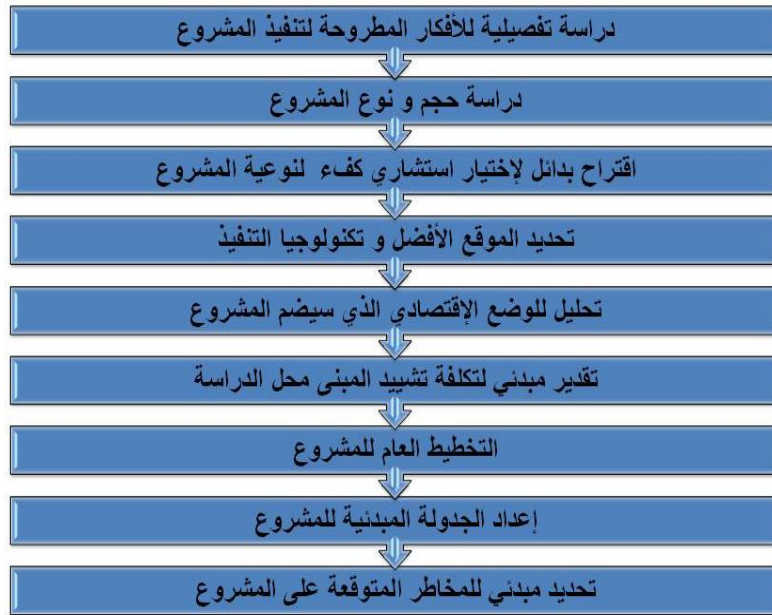 دراسة تفصيلية للأفكار المطروحة لتنفيذ المشروع
دراسة حجم و نوع المشروع
اقتراح بدائل لإختيار استشاري كفء لنوعية المشروع
تحديد الموقع الأفضل و تكنولوجيا التنفيذ
تحليل للوضع الإقتصادي الذي سيضم المشروع
تقدير مبدئي لتكلفة تشييد المبنى محل الدراسة
التخطيط العام للمشروع
إعداد الجدولة المبدئية للمشروع
تحديد مبدئي للمخاطر المتوقعة على المشروع